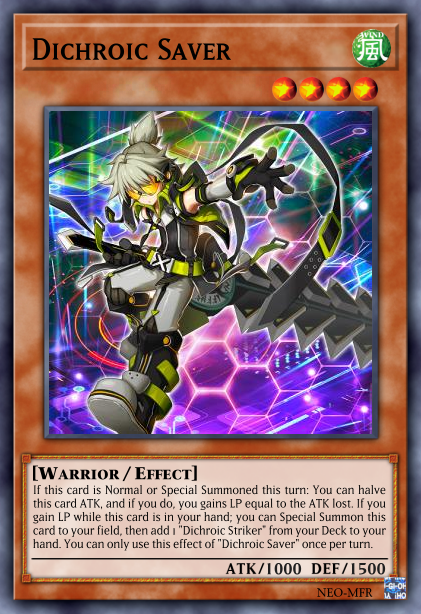 Dichroic Saver
WIND
風
[Warrior / Effect]
If this card is Normal or Special Summoned this turn: You can halve
this card ATK, and if you do, you gains LP equal to the ATK lost. If you
gain LP while this card is in your hand; you can Special Summon this
card to your field, then add 1 "Dichroic Striker" from your Deck to your
hand. You can only use this effect of "Dichroic Saver" once per turn.
ATK/1000 DEF/1500
NEO-MFR